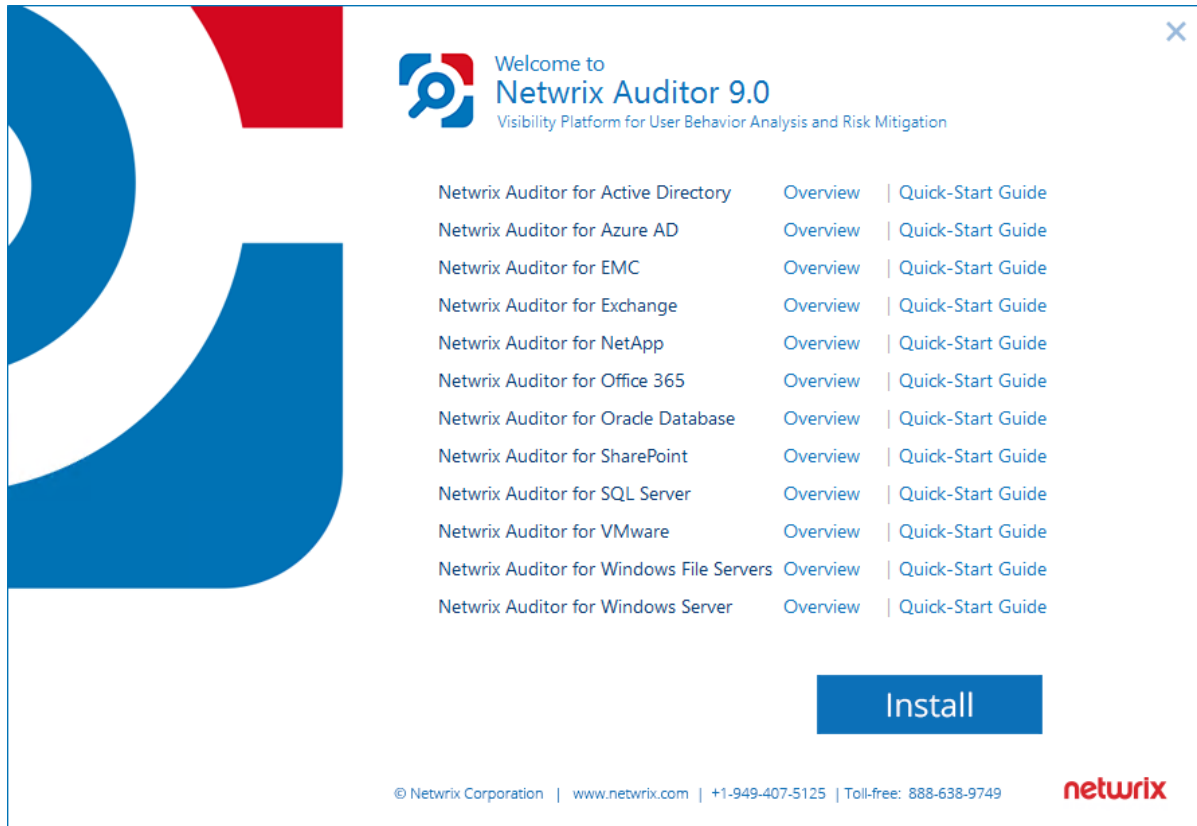 Welcome to
Netwrix Auditor 9.0
Visibility Platform for User Behavior Analysis and Risk Mitigation
Netwrix Auditor for Active Directory Overview | Quick-Start Guide
Netwrix Auditor for Azure AD Overview | Quick-Start Guide
Netwrix Auditor for EMC Overview | Quick-Start Guide
Netwrix Auditor for Exchange Overview | Quick-Start Guide
Netwrix Auditor for NetApp Overview | Quick-Start Guide
Netwrix Auditor for Office 365 Overview | Quick-Start Guide
Netwrix Auditor for Oracle Database Overview | Quick-Start Guide
Netwrix Auditor for SharePoint Overview | Quick-Start Guide
Netwrix Auditor for SQL Server Overview | Quick-Start Guide
Netwrix Auditor for VMware Overview | Quick-Start Guide
Netwrix Auditor for Windows File Servers Overview | Quick-Start Guide
Netwrix Auditor for Windows Server Overview | Quick-Start Guide
Install
© Netwrix Corporation | www.netwrix.com | +1-949-407-5125 | Toll-free: 888-638-9749
netwrix